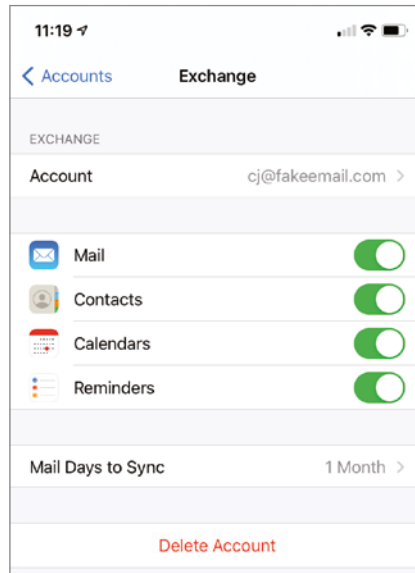 11:19
Accounts Exchange
EXCHANGE
Account cj@fakeemail.com
Mail
Contacts
Calendars
Reminders
Mail Days to Sync 1 Month
Delete Account